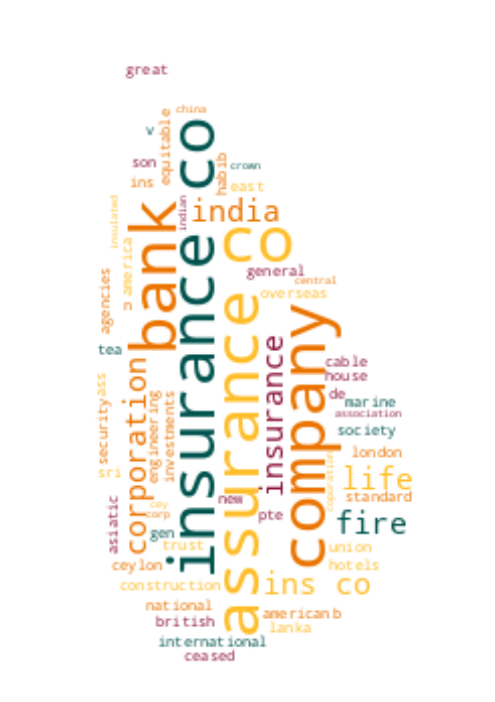 great
china
v
equitable
insurance co
son
habib
crown
ins
east
insulated
indian
bank
india
co
america
general
central
n
agencies
overseas
assurance
company
tea
insurance
cable
corporation
house
security
ass
engineering
investments
de
marine
association
society
london
sri
coporation
life
standard
new
asiatic
cey
corp
pte
fire
gen
trust
union
ceylon
hotels
construction
ins co
national
american b
british
lanka
international
ceased